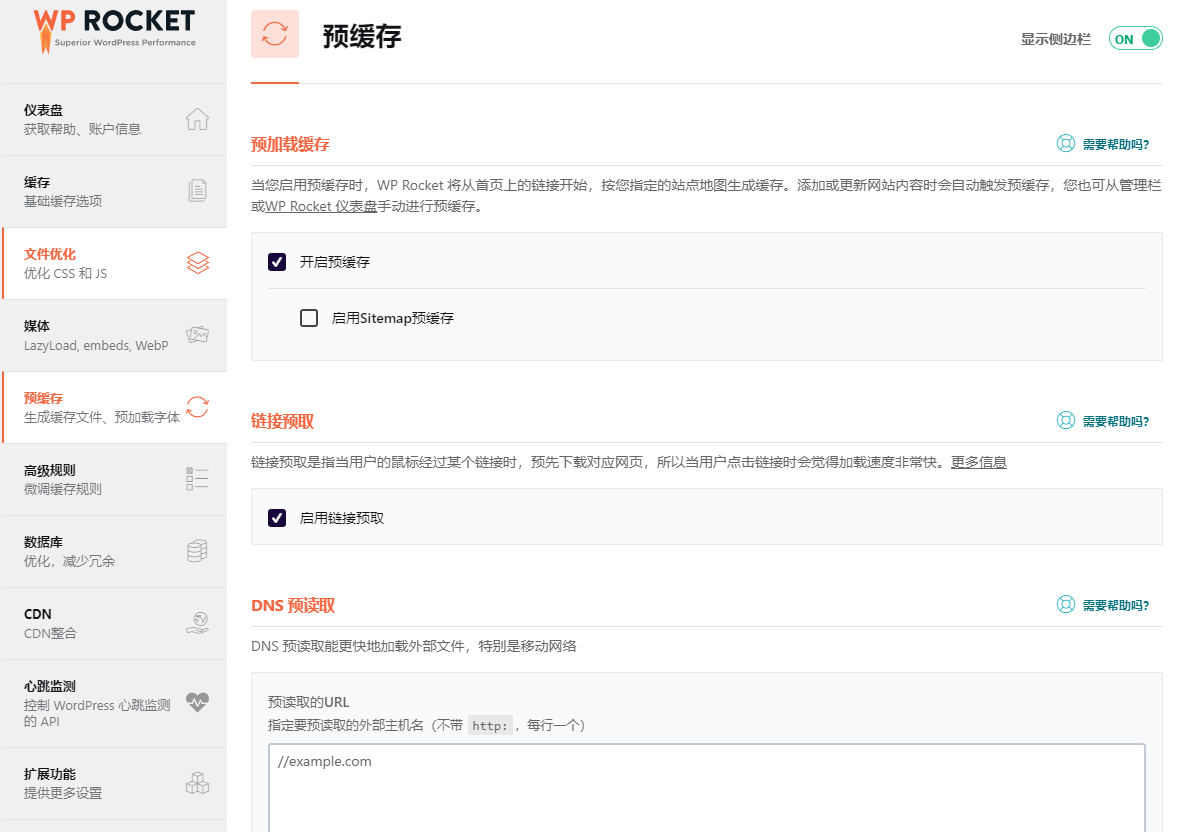 WP ROCKET
Superior WordPress Performance
仪表盘
获取帮助、账户信息
缓存
基础缓存选项
文件优化
优化 CSS 和 JS
媒体
LazyLoad, embeds, WebP
预缓存
生成缓存文件、预加载字体
高级规则
微调缓存规则
数据库
优化，减少冗余
CDN
CDN整合
心跳监测
控制 WordPress 心跳监测
的 API
扩展功能
提供更多设置
预缓存
显示侧边栏 ON
预加载缓存
需要帮助吗?
当您启用预缓存时，WP Rocket 将从首页上的链接开始，按您指定的站点地图生成缓存。添加或更新网站内容时会自动触发预缓存，您也可从管理栏
或WP Rocket 仪表盘手动进行预缓存。
开启预缓存
启用Sitemap预缓存
链接预取
需要帮助吗?
链接预取是指当用户的鼠标经过某个链接时，预先下载对应网页，所以当用户点击链接时会觉得加载速度非常快。更多信息
启用链接预取
DNS 预读取
需要帮助吗?
DNS 预读取能更快地加载外部文件，特别是移动网络
预读取的URL
指定要预读取的外部主机名（不带 http:，每行一个）
//example.com